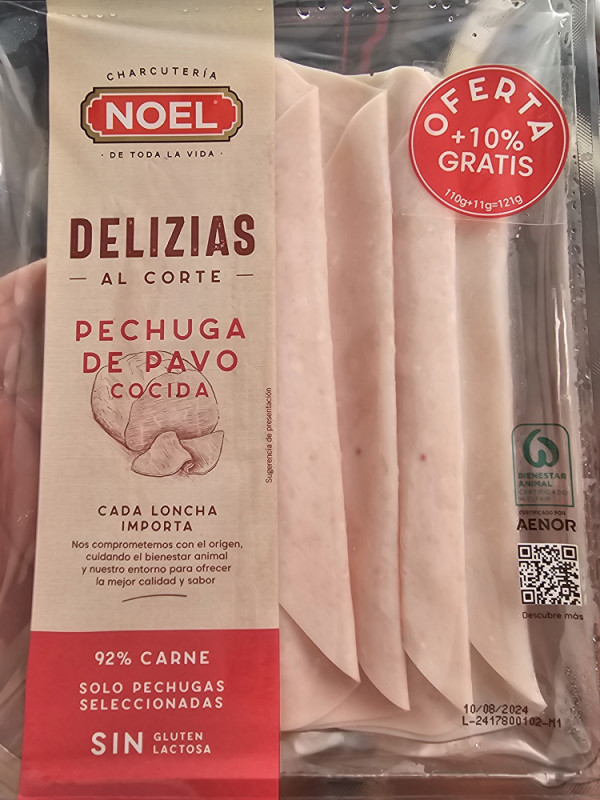 CHARCUTERÍA
NOEL
· DE TODA LA VIDA ·
DELIZIAS
— AL CORTE —
PECHUGA
DE PAVO
COCIDA
Sugerencia de presentación
CADA LONCHA
IMPORTA
Nos comprometemos con el origen,
cuidando el bienestar animal
y nuestro entorno para ofrecer
la mejor calidad y sabor
92% CARNE
SOLO PECHUGAS
SELECCIONADAS
SIN GLUTEN
LACTOSA
OFERTA
+10%
GRATIS
110g+11g=121g
BIENESTAR
ANIMAL
CERTIFICADO
CERTIFICADO POR
AENOR
Descubre más
10/08/2024
L-2417800102-M1